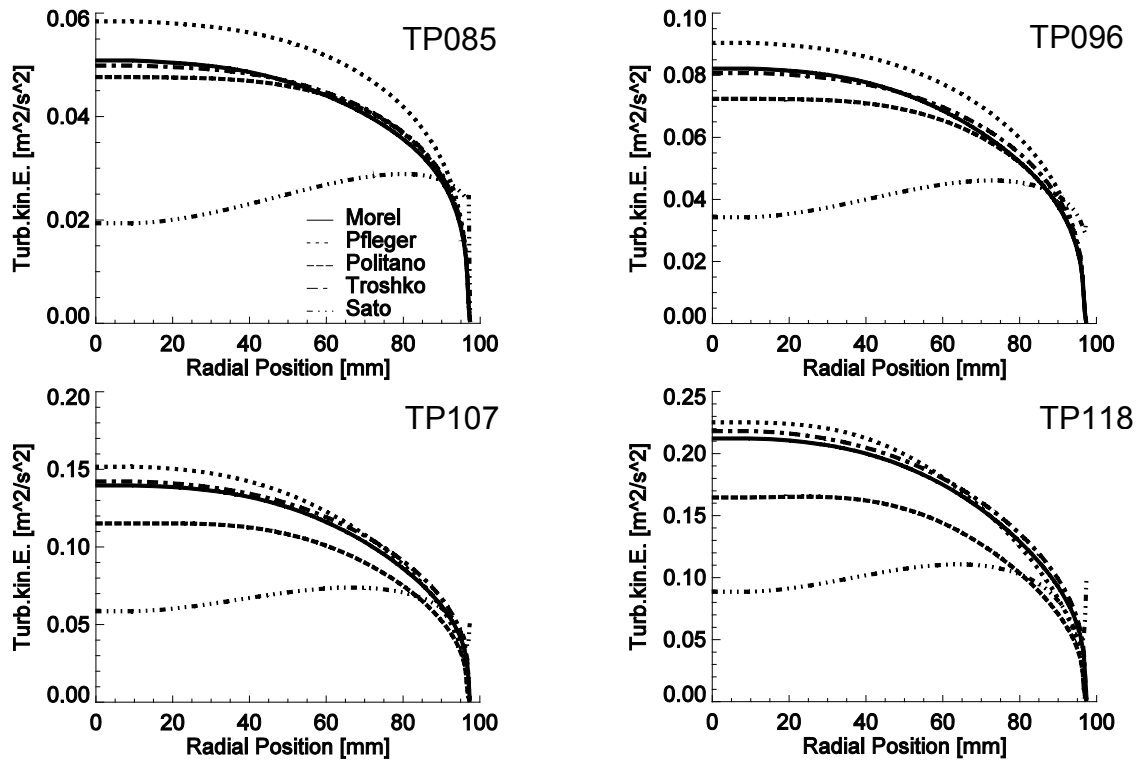 TP085
Turb.kin.E. [m^2/s^2]
0.06
0.04
0.02
0.00
Morel
Pfleger
Politano
Troshko
Sato
0 20 40 60 80 100
Radial Position [mm]
TP096
Turb.kin.E. [m^2/s^2]
0.10
0.08
0.06
0.04
0.02
0.00
0 20 40 60 80 100
Radial Position [mm]
TP107
Turb.kin.E. [m^2/s^2]
0.20
0.15
0.10
0.05
0.00
0 20 40 60 80 100
Radial Position [mm]
TP118
Turb.kin.E. [m^2/s^2]
0.25
0.20
0.15
0.10
0.05
0.00
0 20 40 60 80 100
Radial Position [mm]